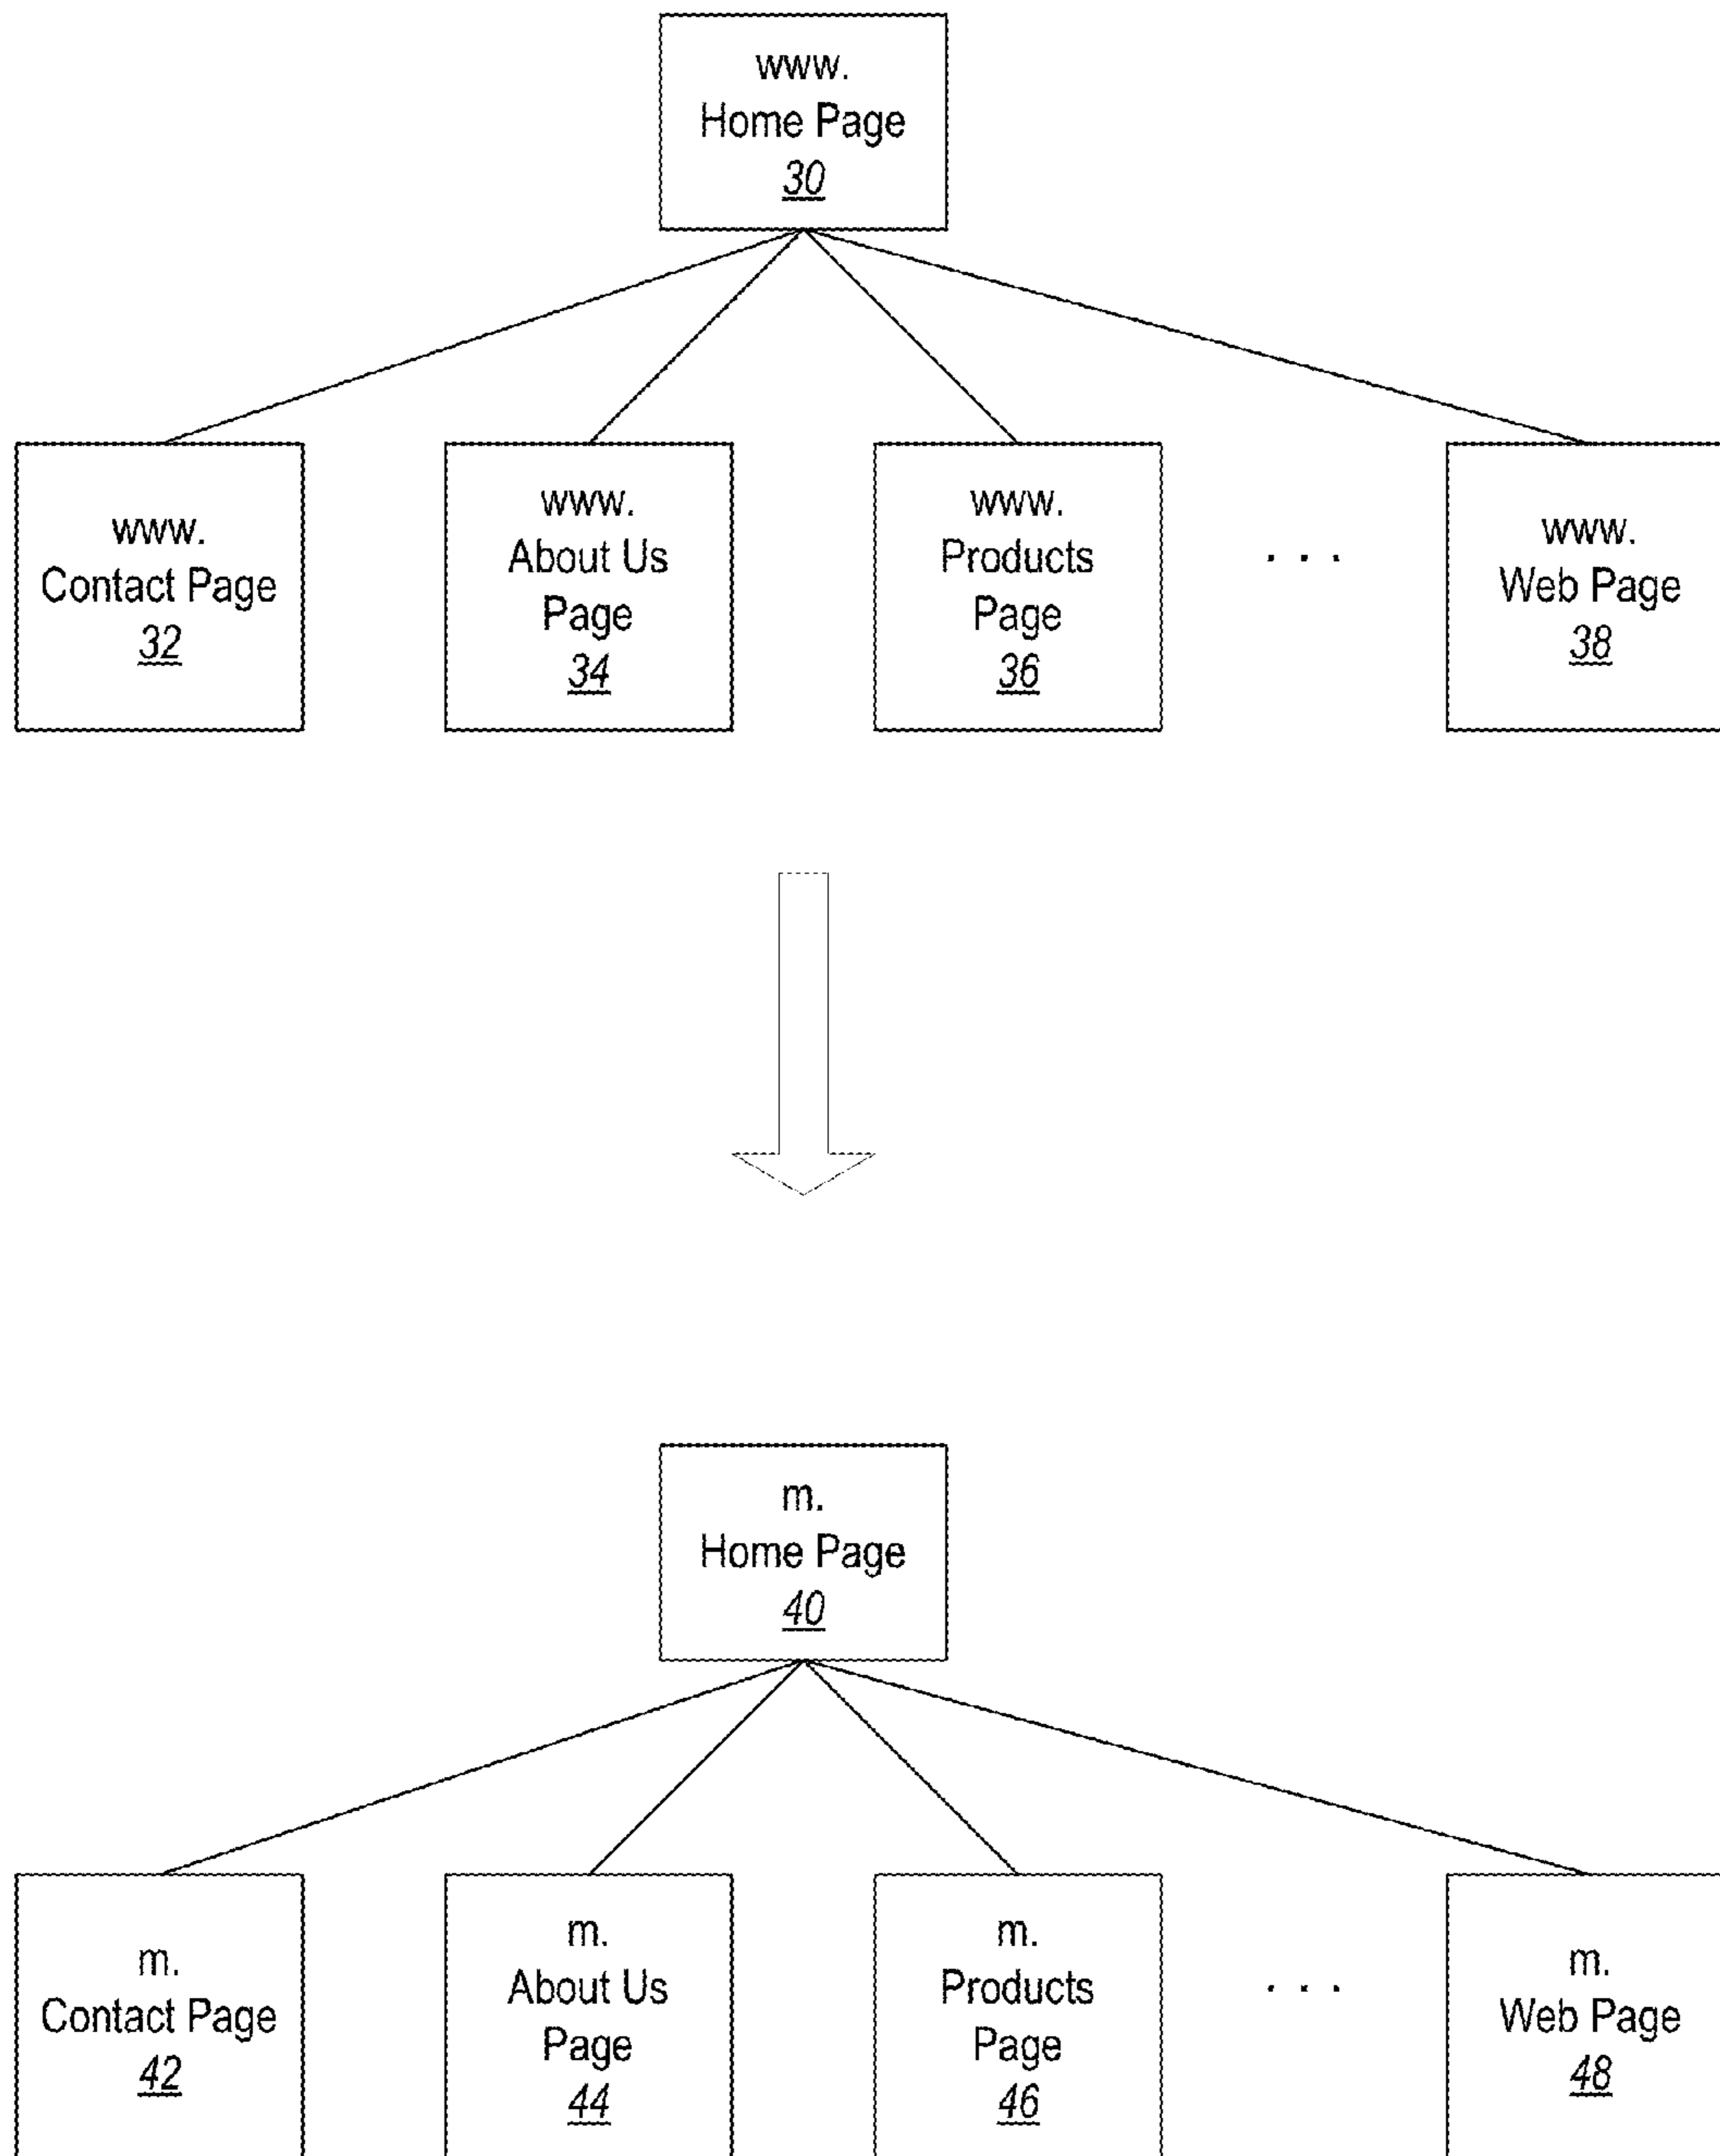 www.
Home Page
30
www.
Contact Page
32
www.
About Us
Page
34
www.
Products
Page
36
. . .
www.
Web Page
38
m.
Home Page
40
m.
Contact Page
42
m.
About Us
Page
44
m.
Products
Page
46
. . .
m.
Web Page
48